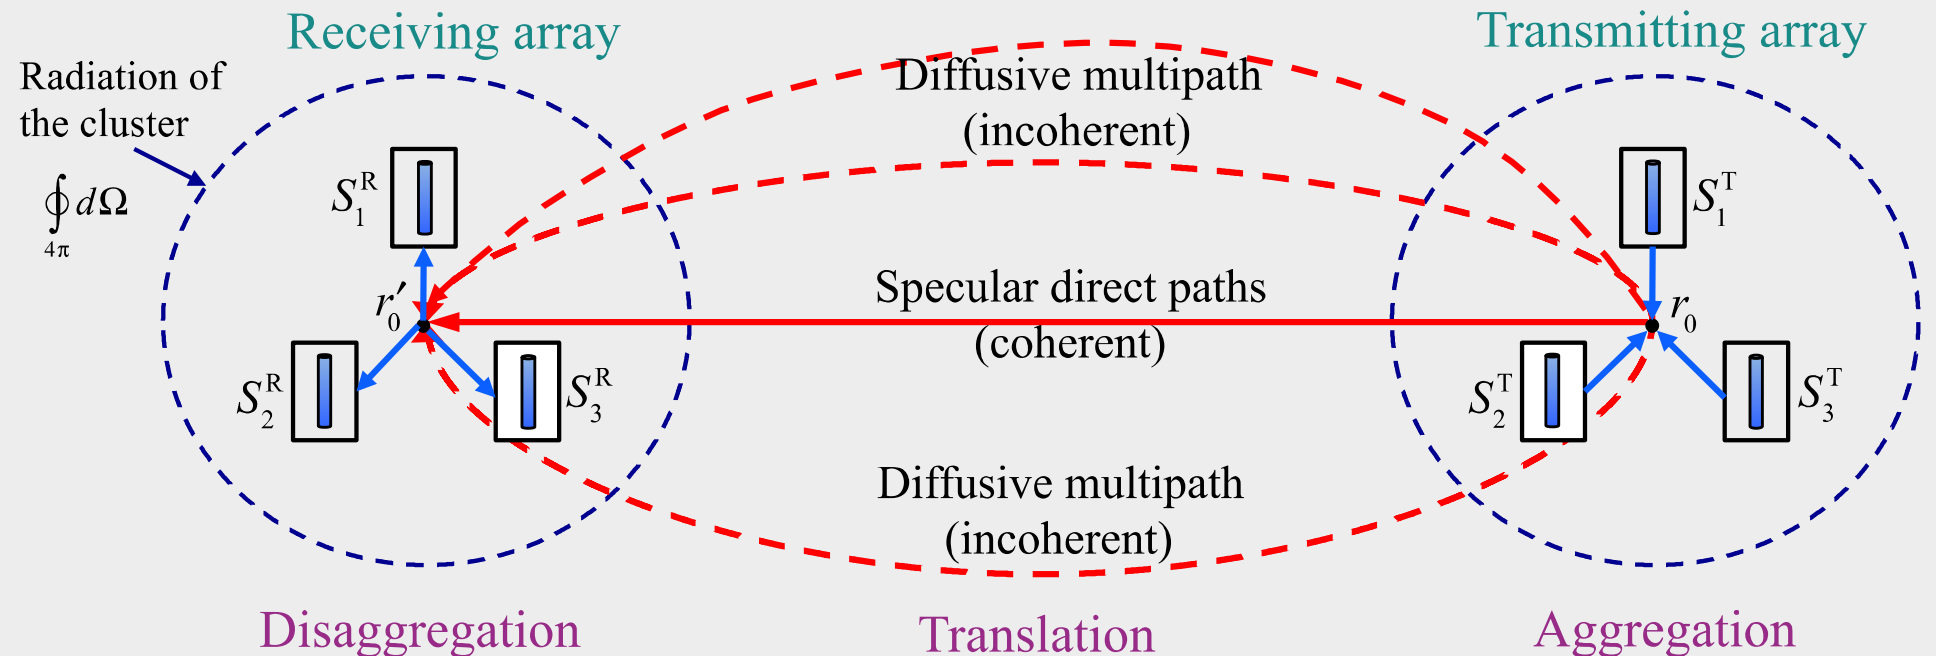 Receiving array
Transmitting array
Radiation of
the cluster
∮dΩ
4π
Diffusive multipath
(incoherent)
S₁ᴿ
S₁ᵀ
r₀′
Specular direct paths
(coherent)
r₀
S₂ᴿ
S₃ᴿ
S₂ᵀ
S₃ᵀ
Diffusive multipath
(incoherent)
Disaggregation
Translation
Aggregation